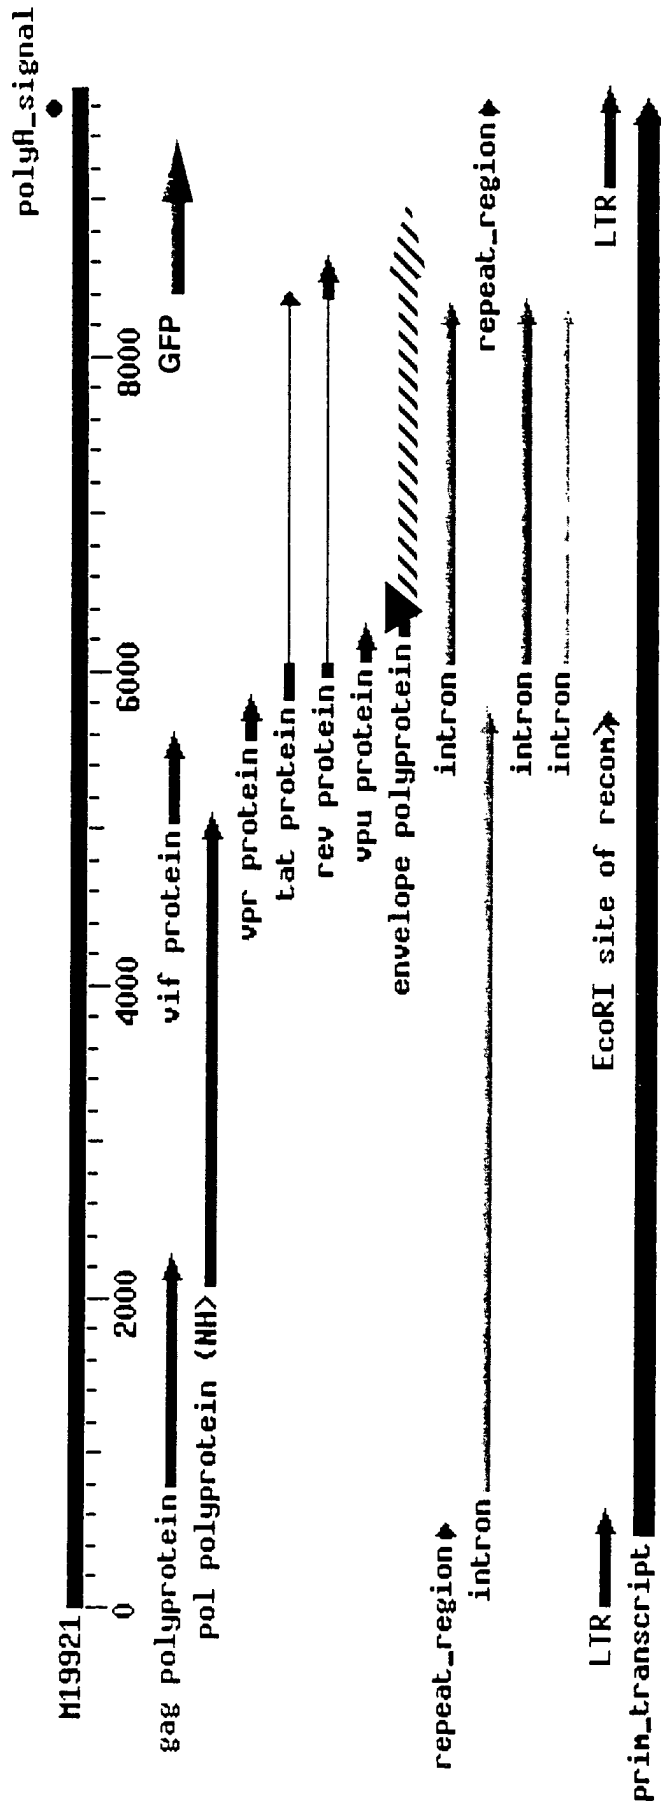 polyA_signal
M19921
0
2000
4000
6000
8000
gag polyprotein
vif protein
GFP
pol polyprotein (NH>
vpr protein
tat protein
rev protein
vpu protein
envelope polyprotein
repeat_region
intron
intron
repeat_region
intron
intron
LTR
EcoRI site of recom>
LTR
prim_transcript